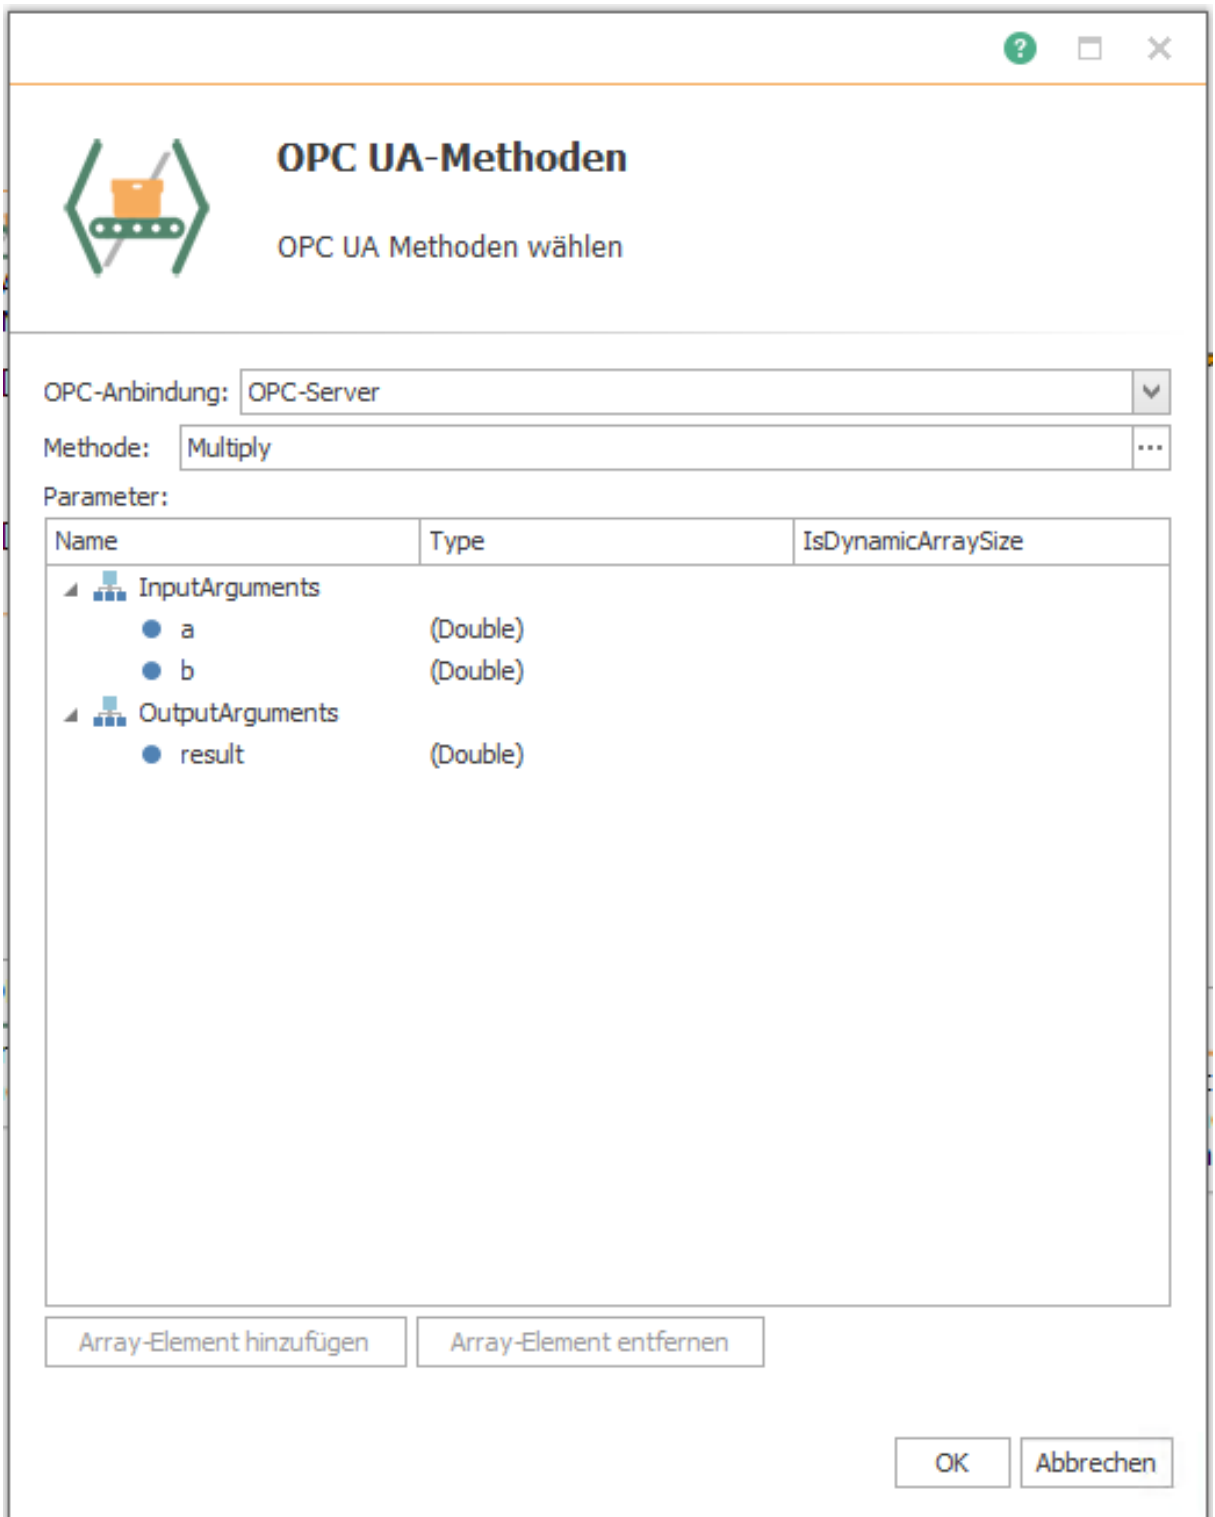 ?
OPC UA-Methoden
OPC UA Methoden wählen
OPC-Anbindung: OPC-Server
Methode: Multiply ...
Parameter:
Name Type IsDynamicArraySize
InputArguments
a (Double)
b (Double)
OutputArguments
result (Double)
Array-Element hinzufügen Array-Element entfernen
OK Abbrechen